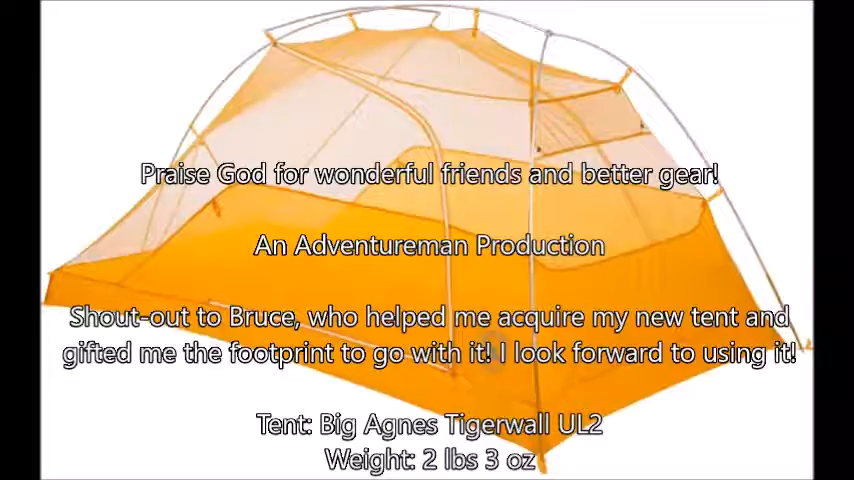 Praise God for wonderful friends and better gear!
An Adventureman Production
Shout-out to Bruce, who helped me acquire my new tent and
gifted me the footprint to go with it! I look forward to using it!
Tent: Big Agnes Tigerwall UL2
Weight: 2 lbs 3 oz